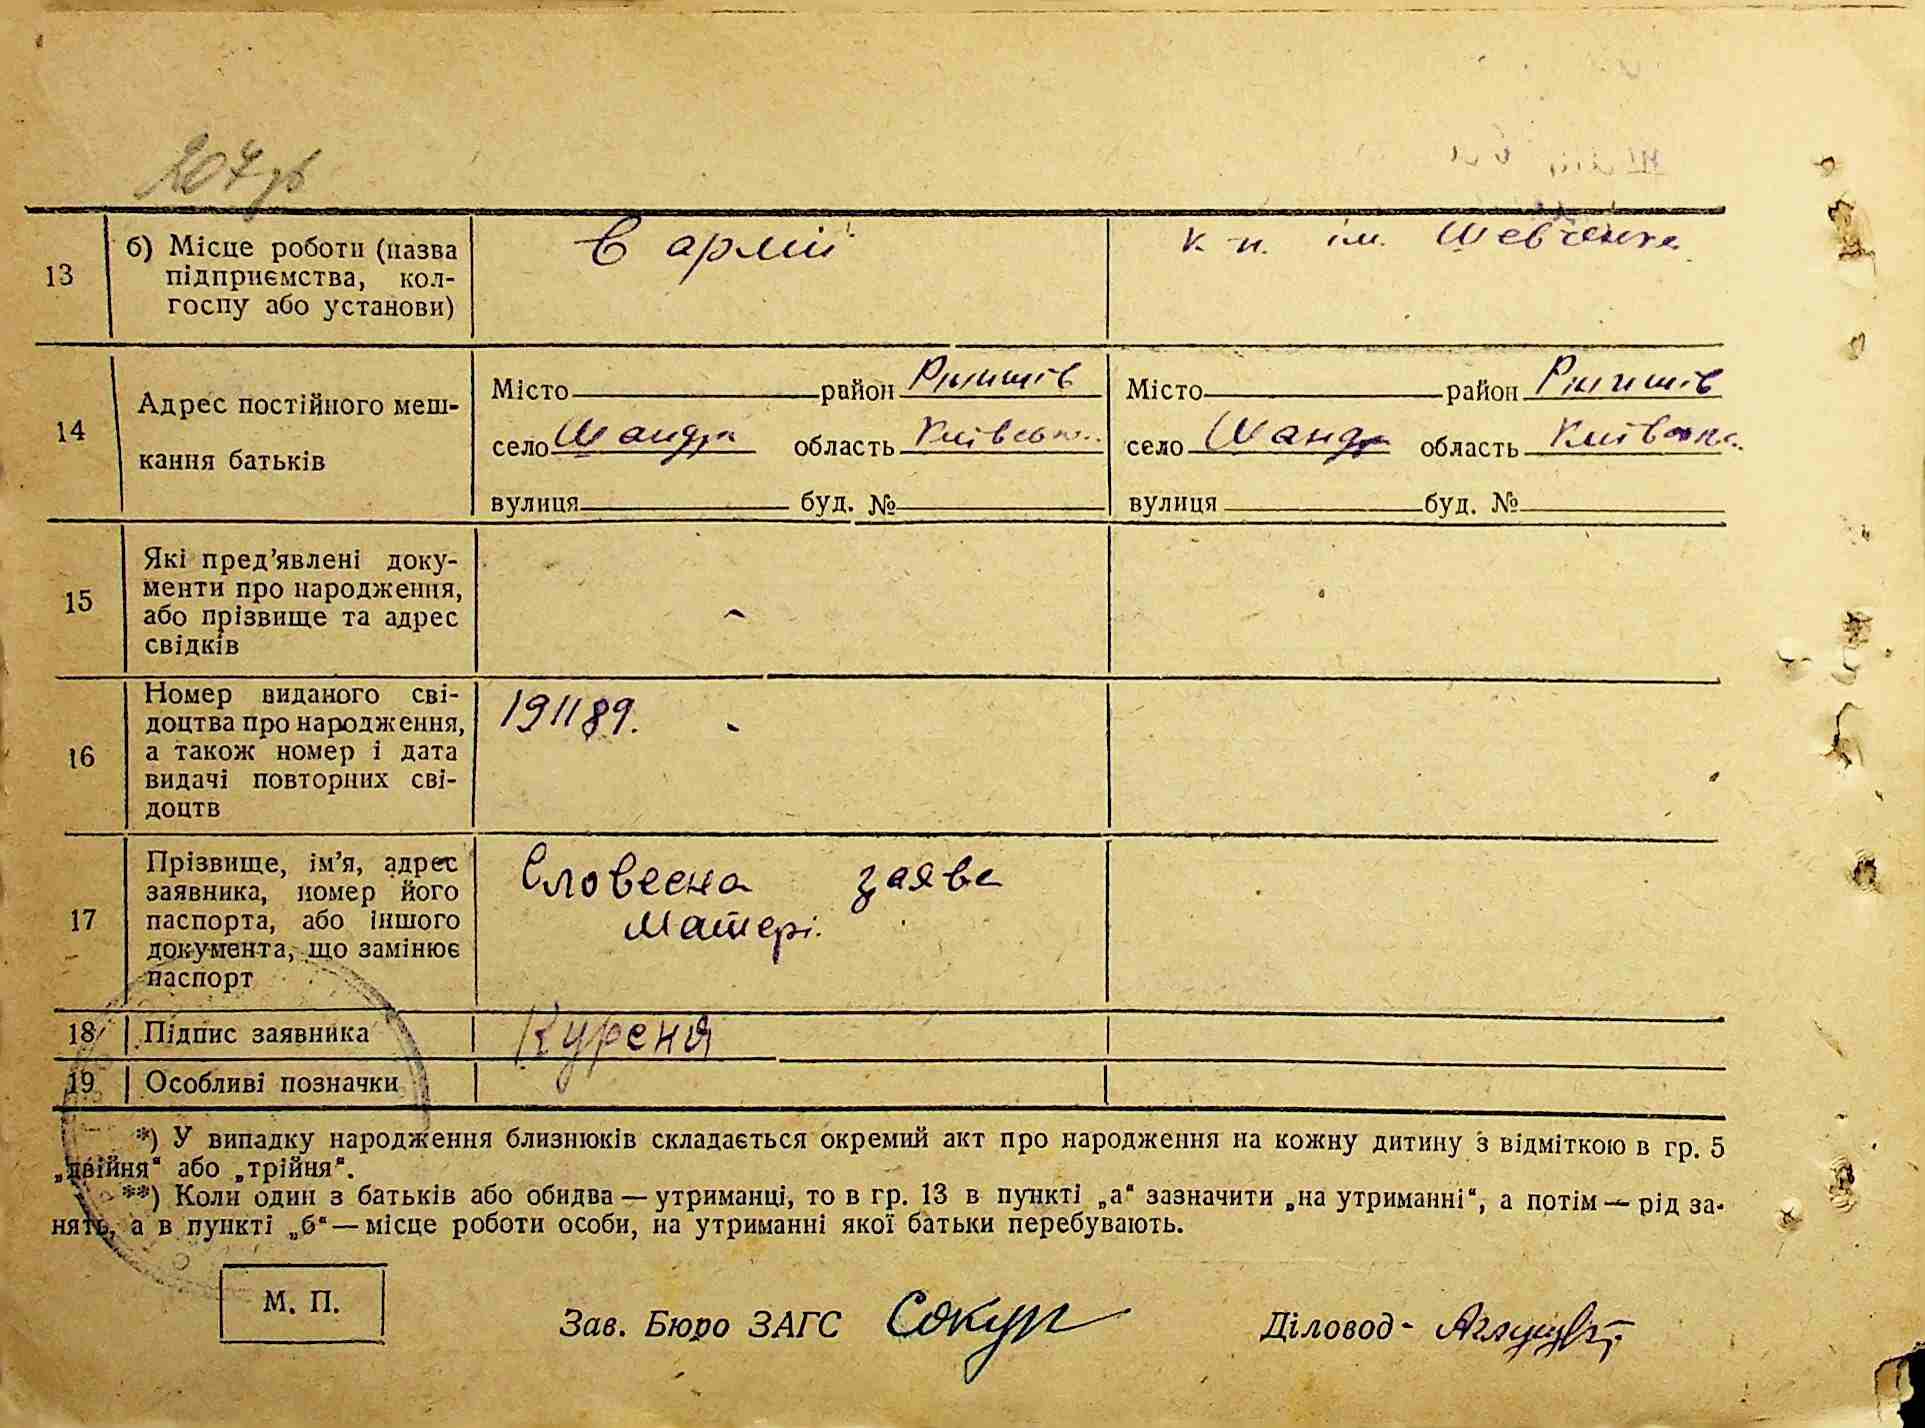 207 зв
13
б) Місце роботи (назва
підприємства, кол-
госпу або установи)
в армії
к-п. ім. Шевченка
14
Адрес постійного меш-
кання батьків
Місто район Ржищів
село Шандра область Київська
вулиця буд. №
Місто район Ржищів
село Шандра область Київська
вулиця буд. №
15
Які пред'явлені доку-
менти про народження,
або прізвище та адрес
свідків
16
Номер виданого сві-
доцтва про народження,
а також номер і дата
видачі повторних сві-
доцтв
191189.
17
Прізвище, ім'я, адрес
заявника, номер його
паспорта, або іншого
документа, що замінює
паспорт
Словесна заява
матері.
18
Підпис заявника
Куреня
19
Особливі позначки
*) У випадку народження близнюків складається окремий акт про народження на кожну дитину з відміткою в гр. 5
„двійня“ або „трійня“.
**) Коли один з батьків або обидва — утриманці, то в гр. 13 в пункті „а“ зазначити „на утриманні“, а потім — рід за-
нять, а в пункті „б“ — місце роботи особи, на утриманні якої батьки перебувають.
М. П.
Зав. Бюро ЗАГС
Діловод-